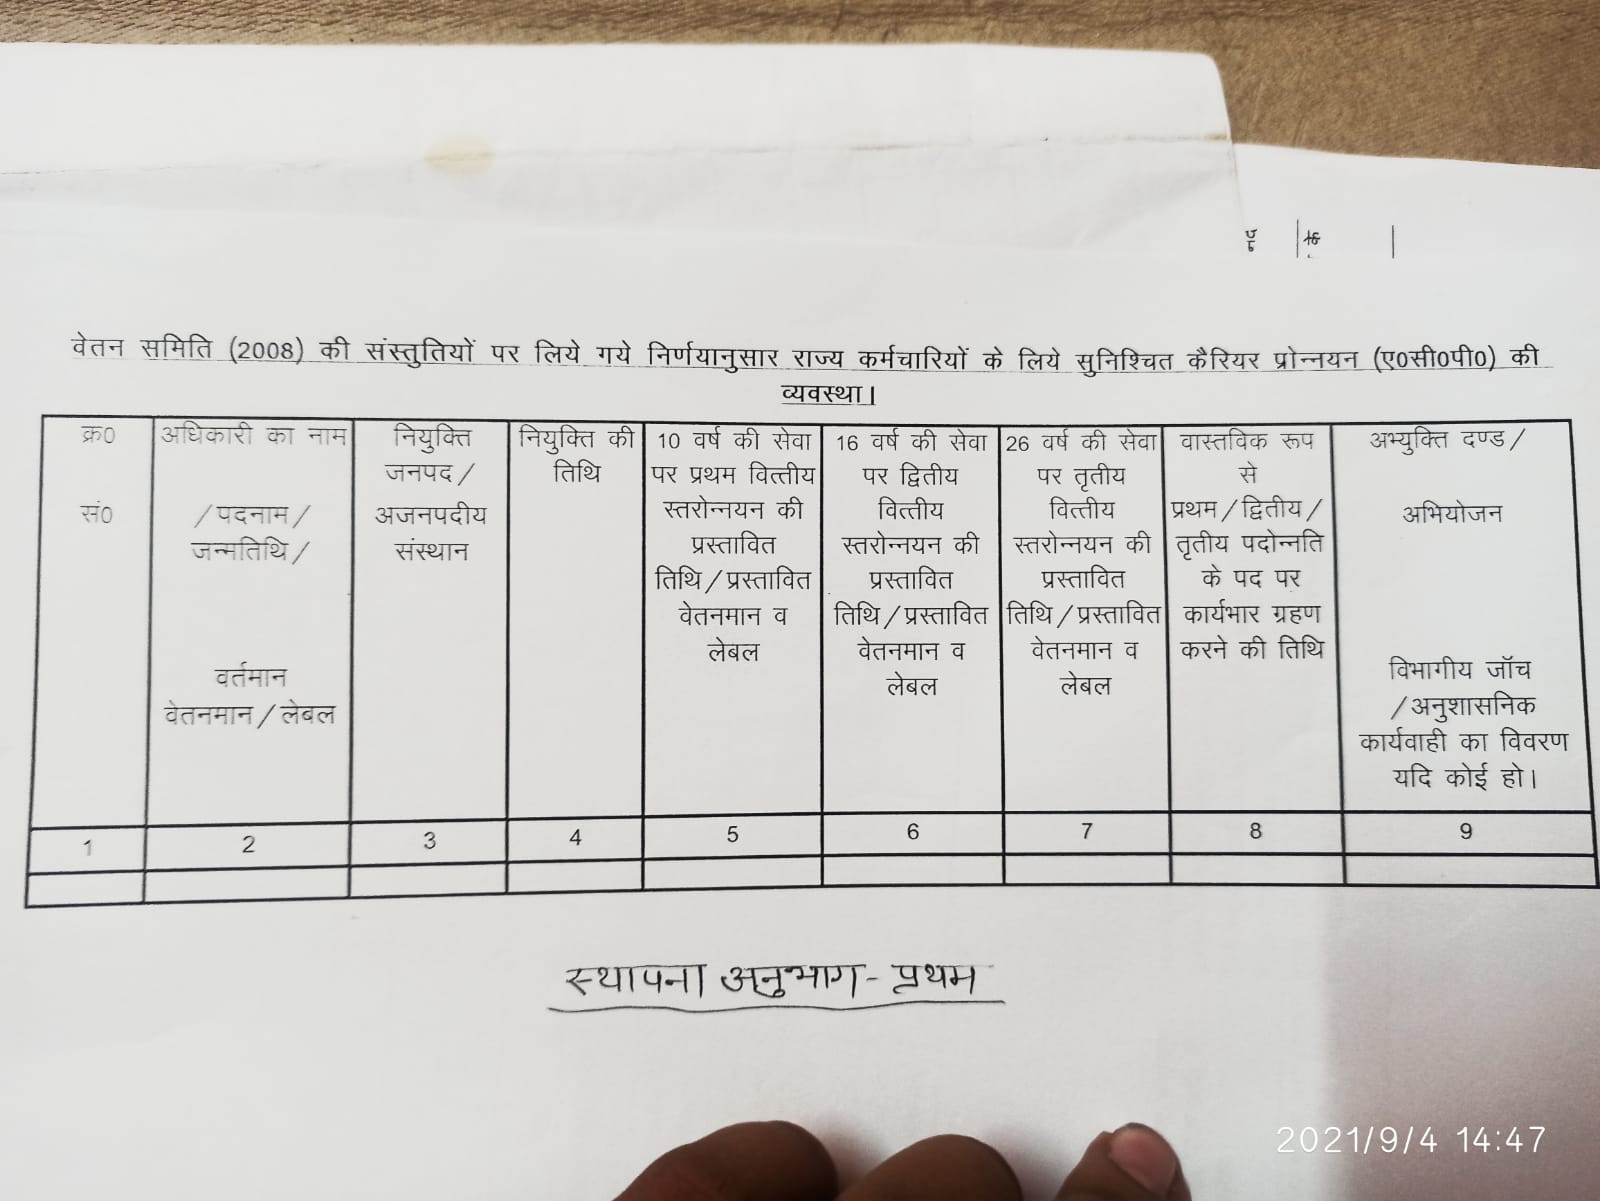 वेतन समिति (2008) की संस्तुतियों पर लिये गये निर्णयानुसार राज्य कर्मचारियों के लिये सुनिश्चित कैरियर प्रोन्नयन (ए0सी0पी0) की
व्यवस्था।
क्र0
सं0
अधिकारी का नाम
/पदनाम/
जन्मतिथि/
वर्तमान
वेतनमान/लेबल
नियुक्ति
जनपद/
अजनपदीय
संस्थान
नियुक्ति की
तिथि
10 वर्ष की सेवा
पर प्रथम वित्तीय
स्तरोन्नयन की
प्रस्तावित
तिथि/प्रस्तावित
वेतनमान व
लेबल
16 वर्ष की सेवा
पर द्वितीय
वित्तीय
स्तरोन्नयन की
प्रस्तावित
तिथि/प्रस्तावित
वेतनमान व
लेबल
26 वर्ष की सेवा
पर तृतीय
वित्तीय
स्तरोन्नयन की
प्रस्तावित
तिथि/प्रस्तावित
वेतनमान व
लेबल
वास्तविक रूप
से
प्रथम/द्वितीय/
तृतीय पदोन्नति
के पद पर
कार्यभार ग्रहण
करने की तिथि
अभ्युक्ति दण्ड/
अभियोजन
विभागीय जॉच
/अनुशासनिक
कार्यवाही का विवरण
यदि कोई हो।
1 2 3 4 5 6 7 8 9
स्थापना अनुभाग- प्रथम
2021/9/4 14:47